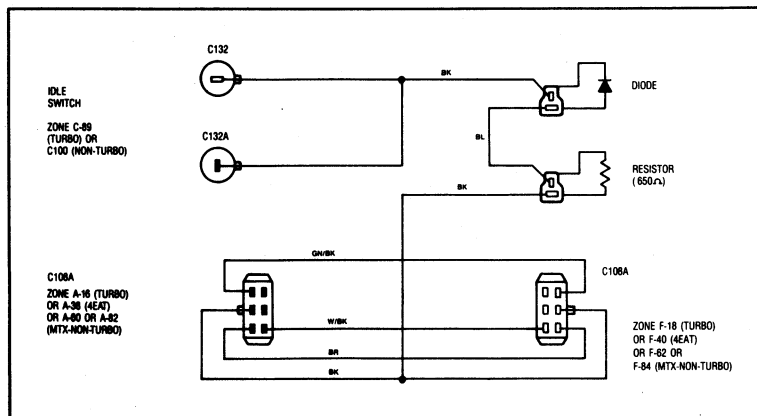 C132
BK
DIODE
IDLE
SWITCH
ZONE C-89
(TURBO) OR
C100 (NON-TURBO)
C132A
BL
RESISTOR
(650Ω)
BK
GN/BK
C108A
ZONE A-16 (TURBO)
OR A-38 (4EAT)
OR A-60 OR A-82
(MTX-NON-TURBO)
C108A
W/BK
ZONE F-18 (TURBO)
OR F-40 (4EAT)
OR F-62 OR
F-84 (MTX-NON-TURBO)
BR
BK